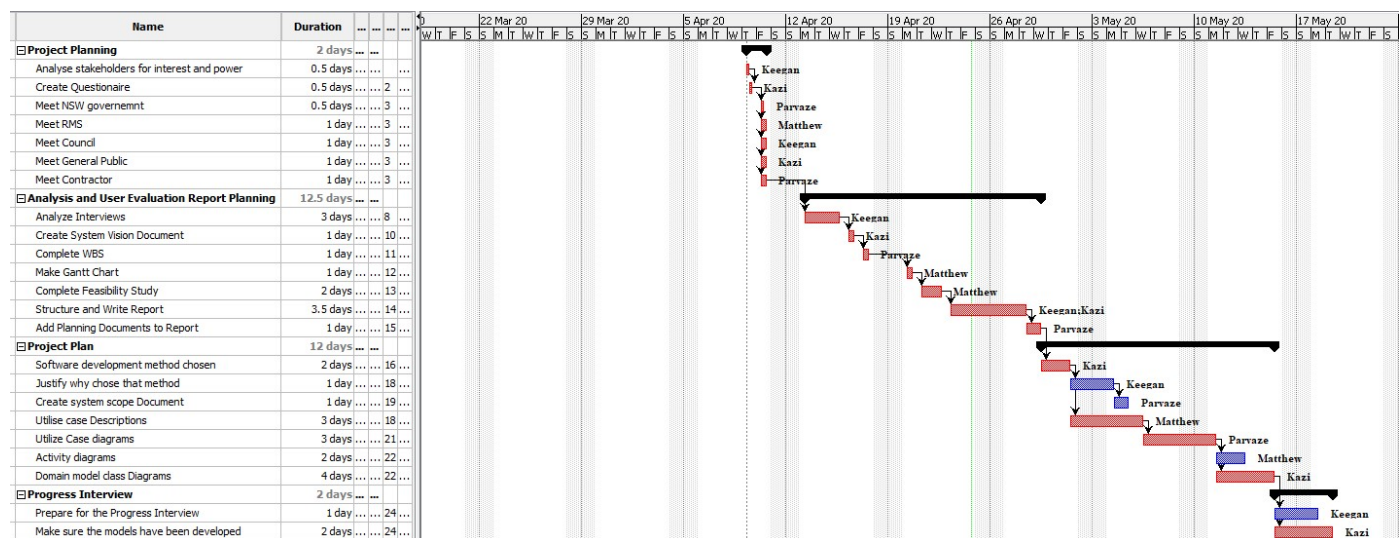 Name Duration ... ... ... ... 22 Mar 20 29 Mar 20 5 Apr 20 12 Apr 20 19 Apr 20 26 Apr 20 3 May 20 10 May 20 17 May 20
W T F S S M T W T F S S M T W T F S S M T W T F S S M T W T F S S M T W T F S S M T W T F S S M T W T F S S M T W T F S S M T W T F S S M T W T F S
Project Planning 2 days ... ...
Analyse stakeholders for interest and power 0.5 days ... ... ... Keegan
Create Questionaire 0.5 days ... ... 2 ... Kazi
Meet NSW governemnt 0.5 days ... ... 3 ... Parvaze
Meet RMS 1 day ... ... 3 ... Matthew
Meet Council 1 day ... ... 3 ... Keegan
Meet General Public 1 day ... ... 3 ... Kazi
Meet Contractor 1 day ... ... 3 ... Parvaze
Analysis and User Evaluation Report Planning 12.5 days ... ...
Analyze Interviews 3 days ... ... 8 ... Keegan
Create System Vision Document 1 day ... ... 10 ... Kazi
Complete WBS 1 day ... ... 11 ... Parvaze
Make Gantt Chart 1 day ... ... 12 ... Matthew
Complete Feasibility Study 2 days ... ... 13 ... Matthew
Structure and Write Report 3.5 days ... ... 14 ... Keegan;Kazi
Add Planning Documents to Report 1 day ... ... 15 ... Parvaze
Project Plan 12 days ... ...
Software development method chosen 2 days ... ... 16 ... Kazi
Justify why chose that method 1 day ... ... 18 ... Keegan
Create system scope Document 1 day ... ... 19 ... Parvaze
Utilise case Descriptions 3 days ... ... 18 ... Matthew
Utilize Case diagrams 3 days ... ... 21 ... Parvaze
Activity diagrams 2 days ... ... 22 ... Matthew
Domain model class Diagrams 4 days ... ... 22 ... Kazi
Progress Interview 2 days ... ...
Prepare for the Progress Interview 1 day ... ... 24 ... Keegan
Make sure the models have been developed 2 days ... ... 24 ... Kazi